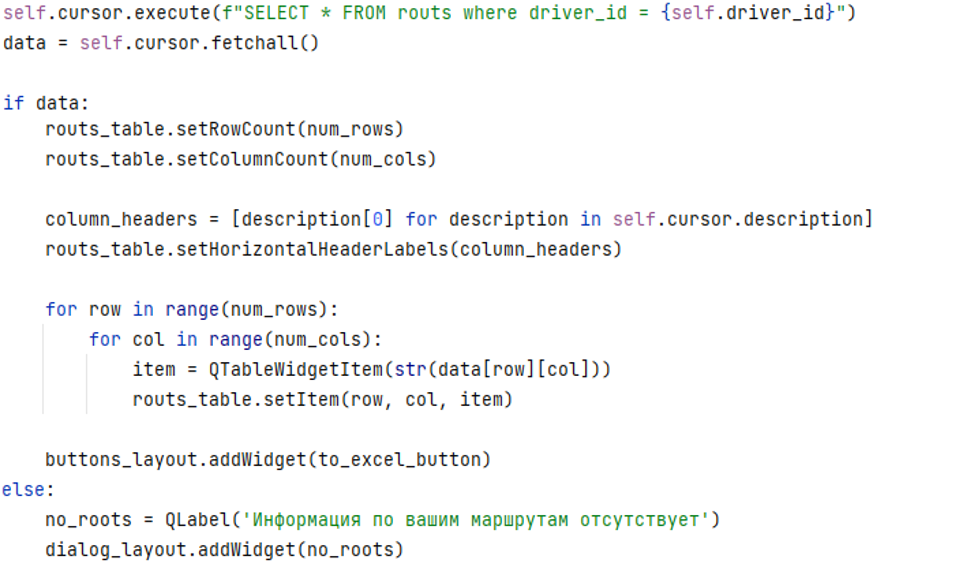 self.cursor.execute(f"SELECT * FROM routs where driver_id = {self.driver_id}")
data = self.cursor.fetchall()
if data:
    routs_table.setRowCount(num_rows)
    routs_table.setColumnCount(num_cols)
    column_headers = [description[0] for description in self.cursor.description]
    routs_table.setHorizontalHeaderLabels(column_headers)
    for row in range(num_rows):
        for col in range(num_cols):
            item = QTableWidgetItem(str(data[row][col]))
            routs_table.setItem(row, col, item)
    buttons_layout.addWidget(to_excel_button)
else:
    no_roots = QLabel('Информация по вашим маршрутам отсутствует')
    dialog_layout.addWidget(no_roots)